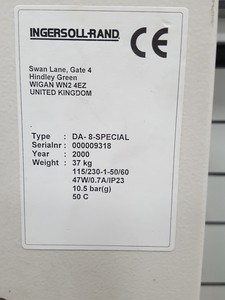 INGERSOLL-RAND® CE
Swan Lane, Gate 4
Hindley Green
WIGAN WN2 4EZ
UNITED KINGDOM
Type : DA- 8-SPECIAL
Serialnr : 000009318
Year : 2000
Weight : 37 kg
115/230-1-50/60
47W/0.7A/IP23
10.5 bar(g)
50 C